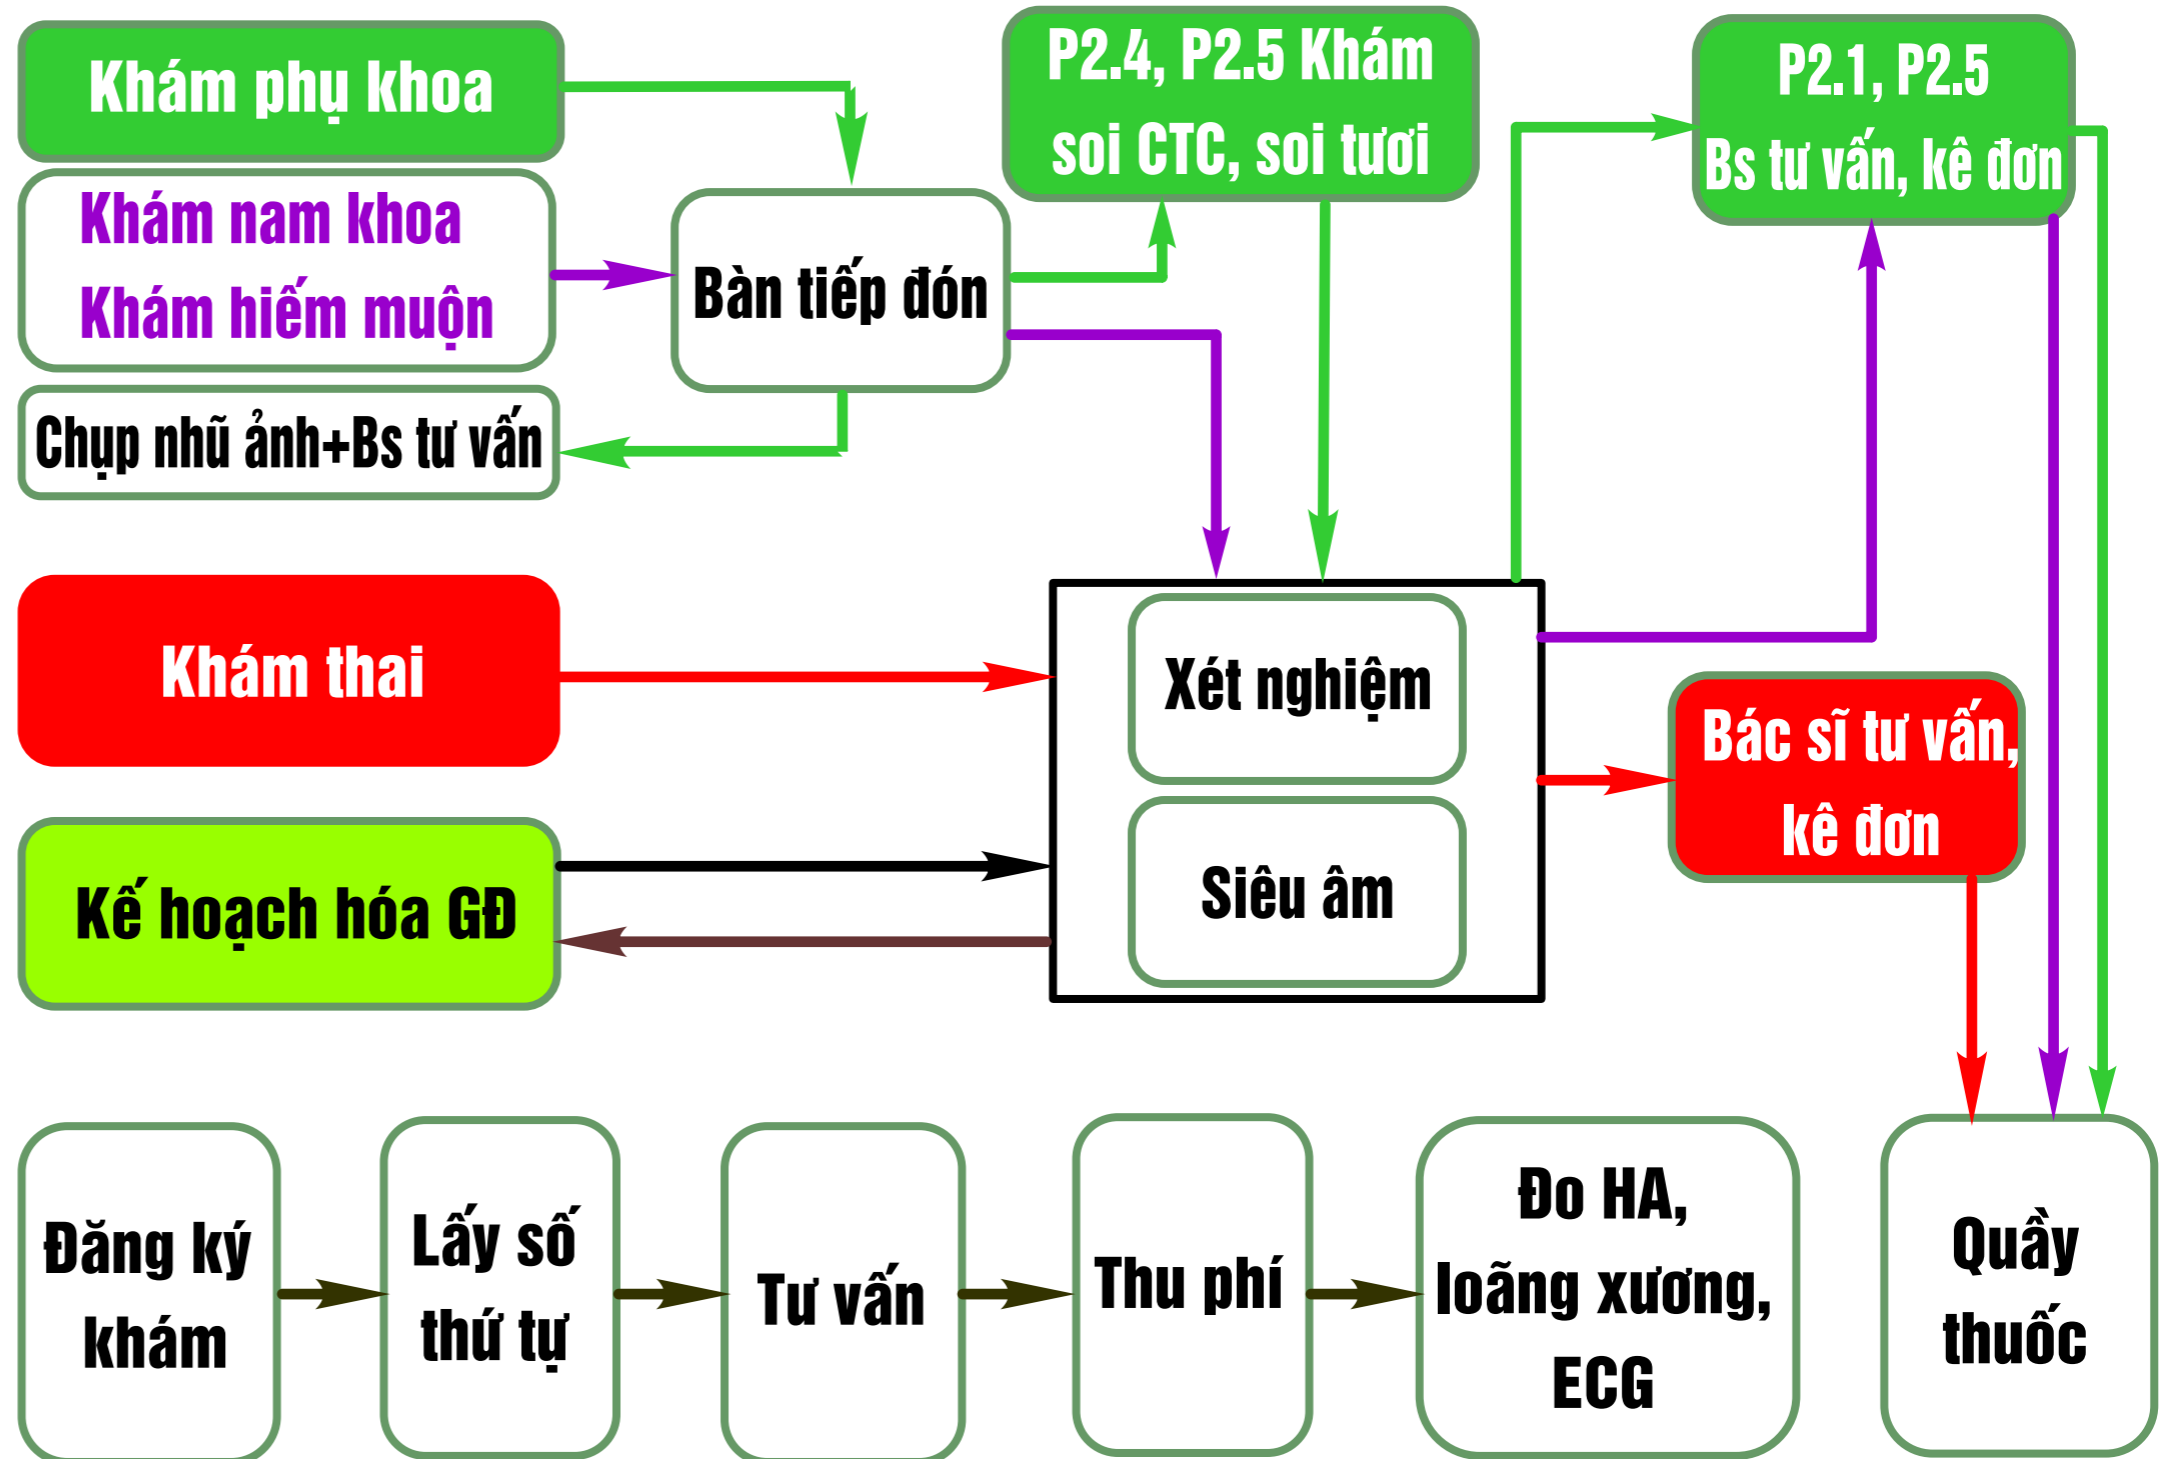 Khám phụ khoa
P2.4, P2.5 Khám
soi CTC, soi tươi
P2.1, P2.5
Bs tư vấn, kê đơn
Khám nam khoa
Khám hiếm muộn
Bàn tiếp đón
Chụp nhũ ảnh+Bs tư vấn
Khám thai
Xét nghiệm
Bác sĩ tư vấn,
kê đơn
Kế hoạch hóa GĐ
Siêu âm
Đăng ký
khám
Lấy số
thứ tự
Tư vấn
Thu phí
Đo HA,
loãng xương,
ECG
Quầy
thuốc